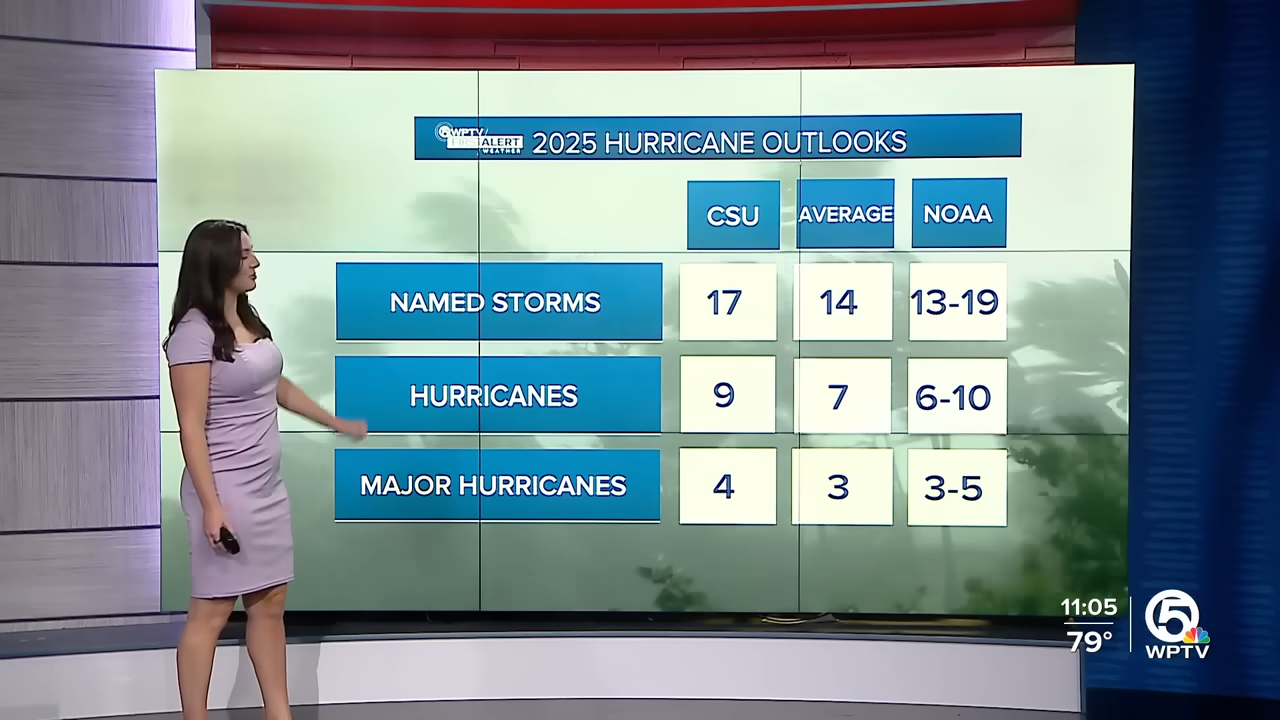 5 WPTV
FIRST ALERT
WEATHER
2025 HURRICANE OUTLOOKS
CSU AVERAGE NOAA
NAMED STORMS 17 14 13-19
HURRICANES 9 7 6-10
MAJOR HURRICANES 4 3 3-5
11:05
79°
5
WPTV